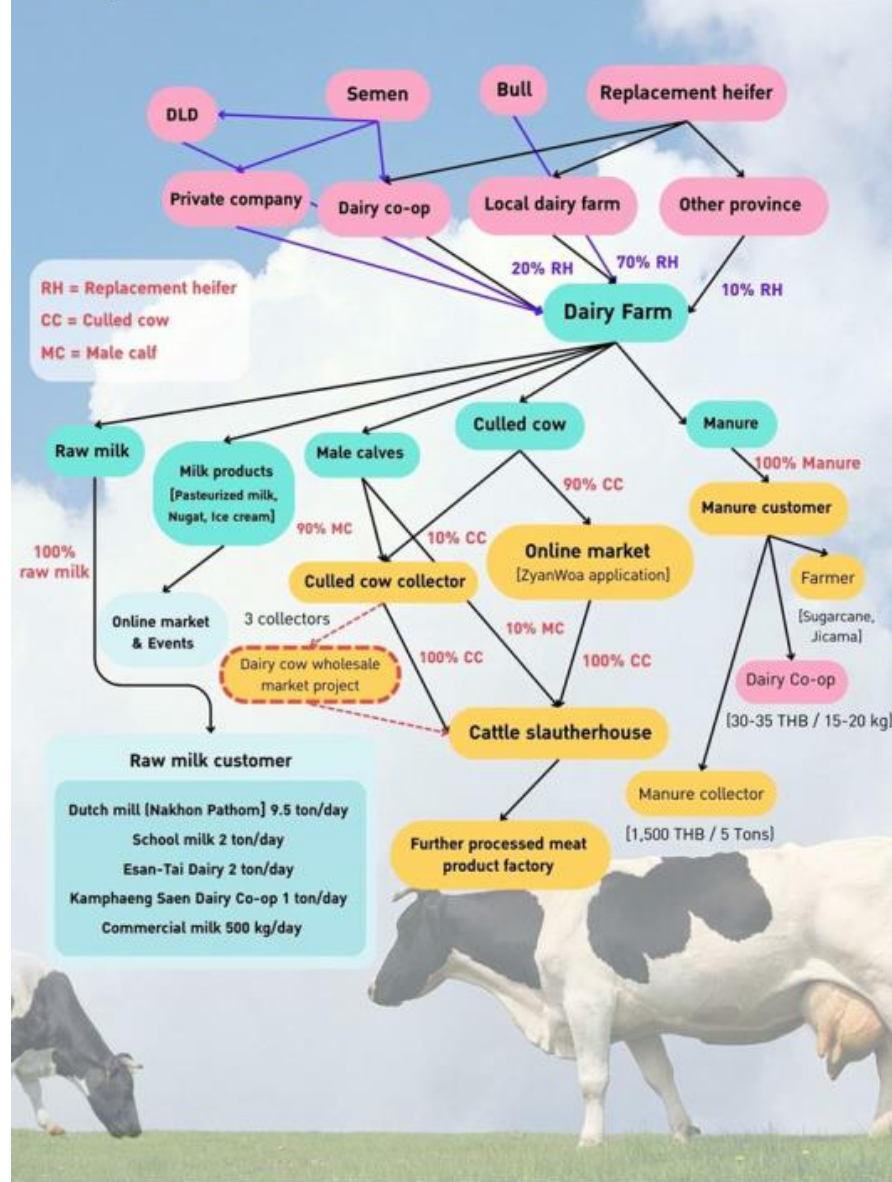 Semen
Bull
Replacement heifer
DLD
Private company
Dairy co-op
Local dairy farm
Other province
20% RH
70% RH
10% RH
RH = Replacement heifer
CC = Culled cow
MC = Male calf
Dairy Farm
Raw milk
Milk products
[Pasteurized milk,
Nugat, Ice cream]
Male calves
Culled cow
Manure
100% Manure
90% CC
90% MC
10% CC
Manure customer
100%
raw milk
Culled cow collector
Online market
[ZyanWoa application]
Farmer
[Sugarcane,
Jicama]
Online market
& Events
3 collectors
10% MC
100% CC
100% CC
Dairy cow wholesale
market project
Dairy Co-op
[30-35 THB / 15-20 kg]
Cattle slautherhouse
Raw milk customer
Dutch mill [Nakhon Pathom] 9.5 ton/day
School milk 2 ton/day
Esan-Tai Dairy 2 ton/day
Kamphaeng Saen Dairy Co-op 1 ton/day
Commercial milk 500 kg/day
Manure collector
[1,500 THB / 5 Tons]
Further processed meat
product factory